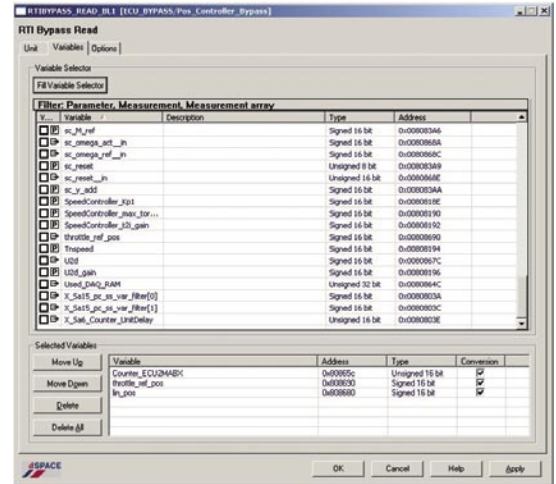 RTIBYPASS_READ_BL1 [ECU_BYPASS/Pos_Controller_Bypass]
RTI Bypass Read
Unit Variables Options
Variable Selector
Fill Variable Selector
Filter: Parameter, Measurement, Measurement array
V... Variable Description Type Address
P sc_M_ref Signed 16 bit 0x008083A6
sc_omega_act__in Signed 16 bit 0x0080868A
sc_omega_ref__in Signed 16 bit 0x0080868C
P sc_reset Unsigned 8 bit 0x008083A9
sc_reset__in Unsigned 16 bit 0x0080868E
P sc_y_add Signed 16 bit 0x008083AA
P SpeedController_Kp1 Signed 16 bit 0x0080818E
P SpeedController_max_tor... Signed 16 bit 0x00808190
P SpeedController_t2i_gain Signed 16 bit 0x00808192
throttle_ref_pos Signed 16 bit 0x00808690
P Tnspeed Signed 16 bit 0x00808194
U2d Signed 16 bit 0x0080867C
P U2d_gain Signed 16 bit 0x00808196
Used_DAQ_RAM Unsigned 32 bit 0x0080864C
X_Sa15_pc_ss_var_filter[0] Signed 16 bit 0x0080803A
X_Sa15_pc_ss_var_filter[1] Signed 16 bit 0x0080803C
X_Sa6_Counter_UnitDelay Unsigned 16 bit 0x0080803E
Selected Variables
Move Up
Move Down
Delete
Delete All
Variable Address Type Conversion
Counter_ECU2MABX 0x80865c Unsigned 16 bit
throttle_ref_pos 0x808690 Signed 16 bit
lin_pos 0x808680 Signed 16 bit
dSPACE
OK Cancel Help Apply